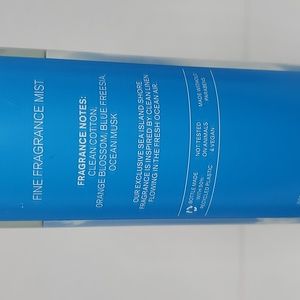 FINE FRAGRANCE MIST
FRAGRANCE NOTES:
CLEAN COTTON,
ORANGE BLOSSOM, BLUE FREESIA,
OCEAN MUSK
OUR EXCLUSIVE SEA ISLAND SHORE
FRAGRANCE IS INSPIRED BY CLEAN LINEN
FLOWING IN THE FRESH OCEAN AIR.
BOTTLE MADE
WITH 50%
RECYCLED PLASTIC
NOT TESTED
ON ANIMALS
& VEGAN
MADE WITHOUT
PARABENS